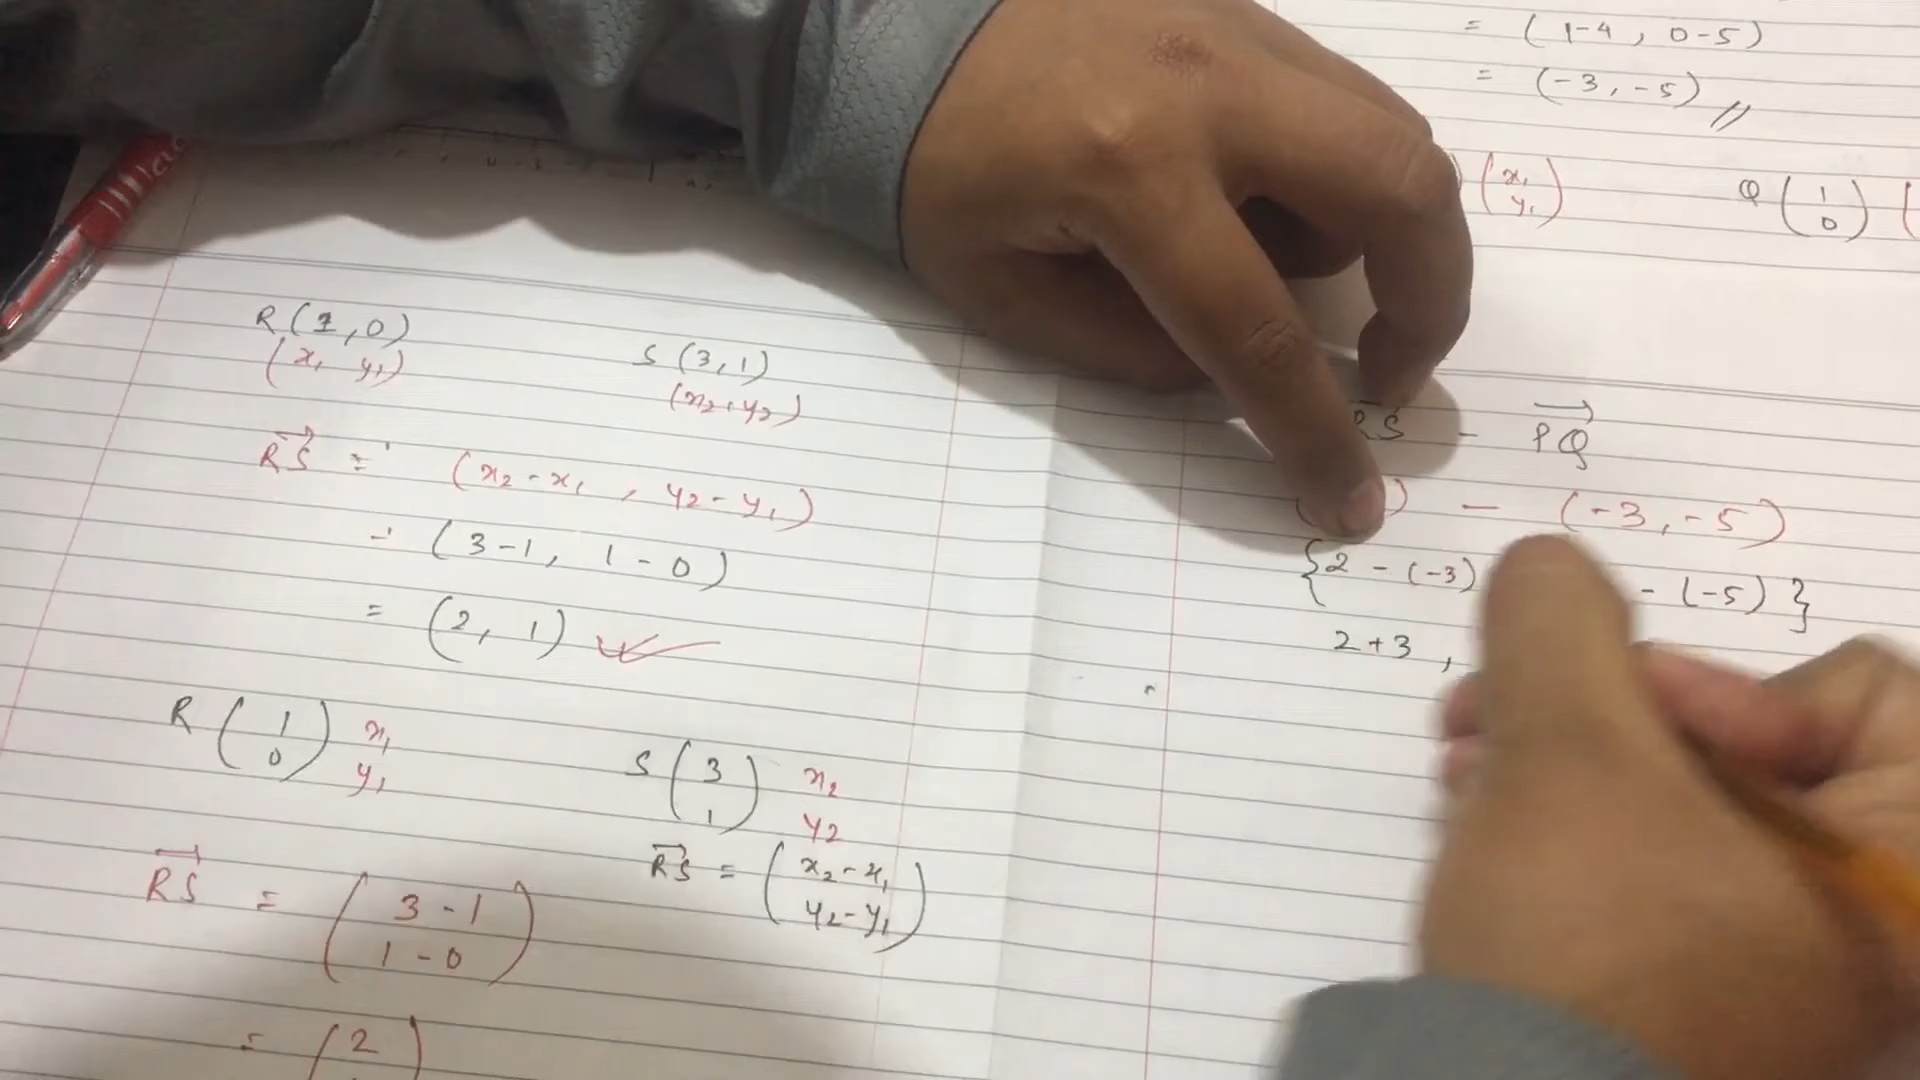 = (1-4, 0-5)
= (-3, -5) //
(x₁
y₁)
Q (1
0)
R (1, 0)
(x₁ y₁)
S (3, 1)
(x₂, y₂)
RS = (x₂ - x₁, y₂ - y₁)
= (3-1, 1-0)
= (2, 1)
R (1
0) x₁
y₁
S (3
1) x₂
y₂
RS = (3-1
1-0)
RS = (x₂ - x₁
y₂ - y₁)
= (2
RS - PQ
) - (-3, -5)
{2 - (-3) - (-5)}
2+3,